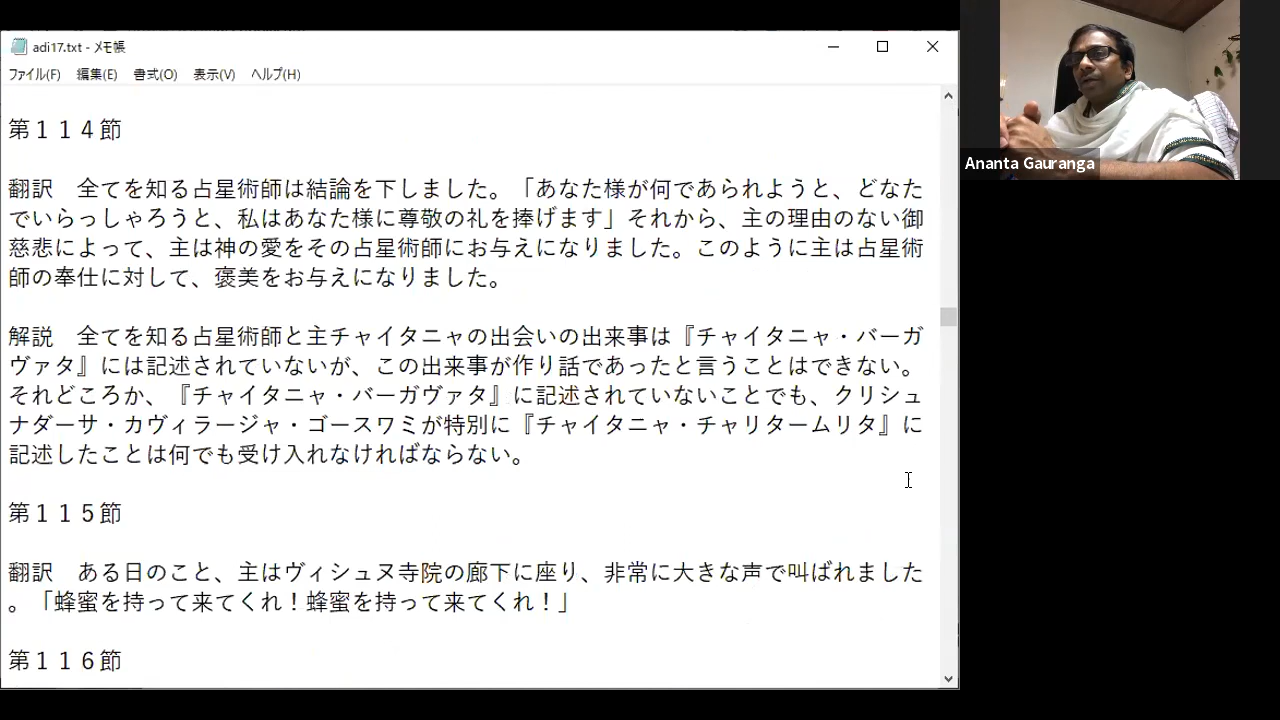 adi17.txt - メモ帳
ファイル(F) 編集(E) 書式(O) 表示(V) ヘルプ(H)
第１１４節
翻訳　全てを知る占星術師は結論を下しました。「あなた様が何であられようと、どなた
でいらっしゃろうと、私はあなた様に尊敬の礼を捧げます」それから、主の理由のない御
慈悲によって、主は神の愛をその占星術師にお与えになりました。このように主は占星術
師の奉仕に対して、褒美をお与えになりました。
解説　全てを知る占星術師と主チャイタニャの出会いの出来事は『チャイタニャ・バーガ
ヴァタ』には記述されていないが、この出来事が作り話であったと言うことはできない。
それどころか、『チャイタニャ・バーガヴァタ』に記述されていないことでも、クリシュ
ナダーサ・カヴィラージャ・ゴースワミが特別に『チャイタニャ・チャリタームリタ』に
記述したことは何でも受け入れなければならない。
第１１５節
翻訳　ある日のこと、主はヴィシュヌ寺院の廊下に座り、非常に大きな声で叫ばれました
。「蜂蜜を持って来てくれ！蜂蜜を持って来てくれ！」
第１１６節
Ananta Gauranga